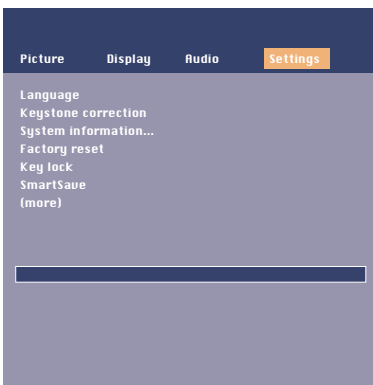 Picture Display Audio Settings
Language
Keystone correction
System information...
Factory reset
Key lock
SmartSave
(more)